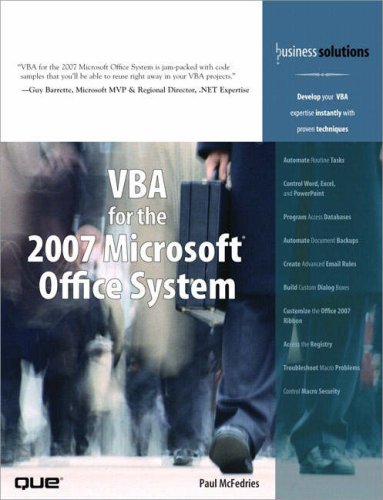 "VBA for the 2007 Microsoft Office System is jam-packed with code
samples that you'll be able to reuse right away in your VBA projects."
—Guy Barrette, Microsoft MVP & Regional Director, .NET Expertise
business solutions
Develop your VBA
expertise instantly with
proven techniques
Automate Routine Tasks
Control Word, Excel,
and PowerPoint
Program Access Databases
Automate Document Backups
Create Advanced Email Rules
Build Custom Dialog Boxes
Customize the Office 2007
Ribbon
Access the Registry
Troubleshoot Macro Problems
Control Macro Security
VBA
for the
2007 Microsoft®
Office System
QUE®
Paul McFedries